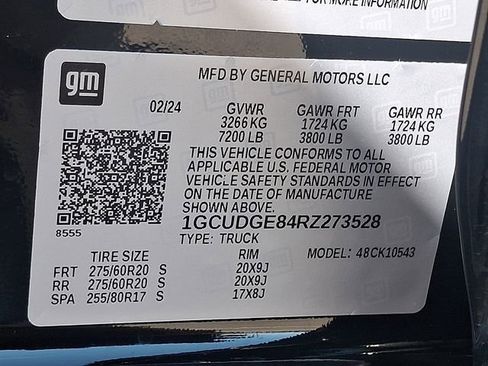 FOR MORE INFORMATION
gm
MFD BY GENERAL MOTORS LLC
02/24 GVWR GAWR FRT GAWR RR
3266 KG 1724 KG 1724 KG
7200 LB 3800 LB 3800 LB
THIS VEHICLE CONFORMS TO ALL
APPLICABLE U.S. FEDERAL MOTOR
VEHICLE SAFETY STANDARDS IN EFFECT
ON THE DATE OF MANUFACTURE
SHOWN ABOVE.
8555 1GCUDGE84RZ273528
TYPE: TRUCK MODEL: 48CK10543
TIRE SIZE RIM
FRT 275/60R20 S 20X9J
RR 275/60R20 S 20X9J
SPA 255/80R17 S 17X8J